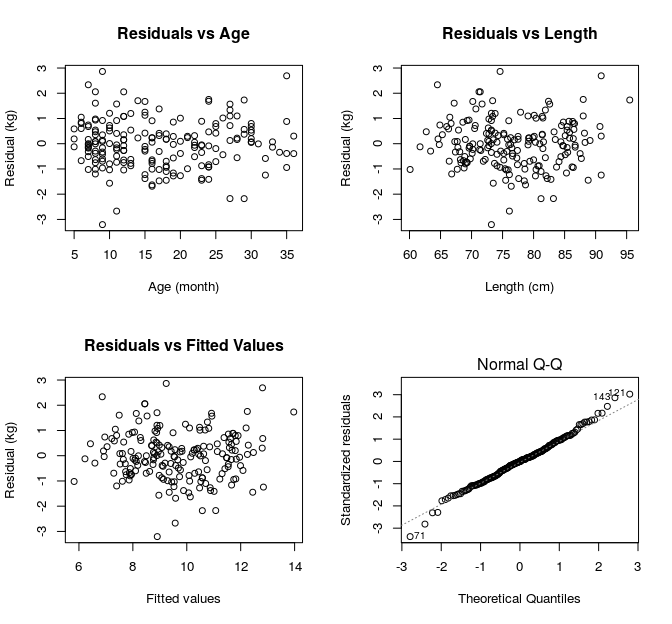 Residuals vs Age
Residual (kg)
3
2
1
0
-1
-2
-3
5 10 15 20 25 30 35
Age (month)
Residuals vs Length
Residual (kg)
3
2
1
0
-1
-2
-3
60 65 70 75 80 85 90 95
Length (cm)
Residuals vs Fitted Values
Residual (kg)
3
2
1
0
-1
-2
-3
6 8 10 12 14
Fitted values
Normal Q-Q
Standardized residuals
3
2
1
0
-1
-2
-3
121
143
71
-3 -2 -1 0 1 2 3
Theoretical Quantiles